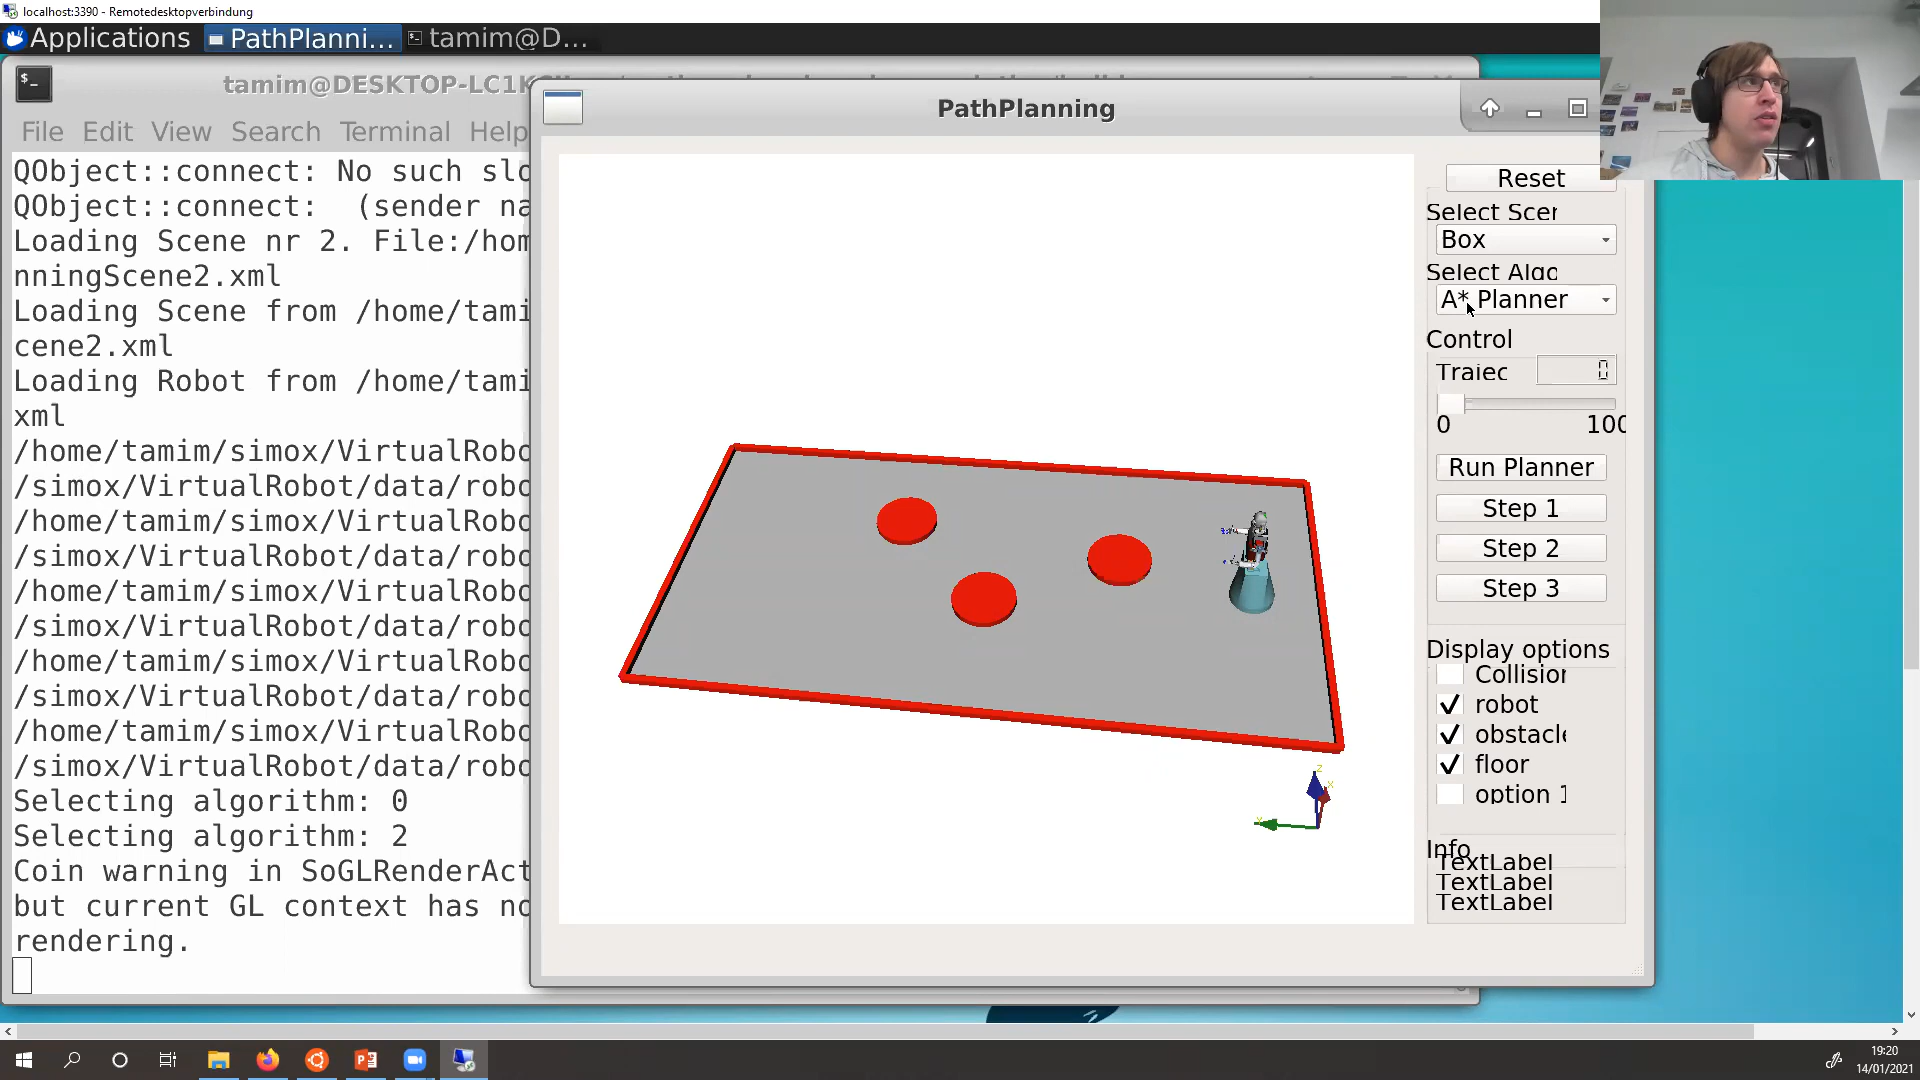 localhost:3390 - Remotedesktopverbindung
Applications
PathPlanni...
tamim@D...
tamim@DESKTOP-LC1K
File Edit View Search Terminal Help
QObject::connect: No such slo
QObject::connect:  (sender na
Loading Scene nr 2. File:/hom
nningScene2.xml
Loading Scene from /home/tami
cene2.xml
Loading Robot from /home/tami
xml
/home/tamim/simox/VirtualRobo
/simox/VirtualRobot/data/robo
/home/tamim/simox/VirtualRobo
/simox/VirtualRobot/data/robo
/home/tamim/simox/VirtualRobo
/simox/VirtualRobot/data/robo
/home/tamim/simox/VirtualRobo
/simox/VirtualRobot/data/robo
/home/tamim/simox/VirtualRobo
/simox/VirtualRobot/data/robo
Selecting algorithm: 0
Selecting algorithm: 2
Coin warning in SoGLRenderAct
but current GL context has no
rendering.
PathPlanning
Reset
Select Scer
Box
Select Algo
A* Planner
Control
Trajec
0
0 100
Run Planner
Step 1
Step 2
Step 3
Display options
Collision
robot
obstacle
floor
option 1
Info
TextLabel
TextLabel
TextLabel
Z
X
Y
19:20
14/01/2021